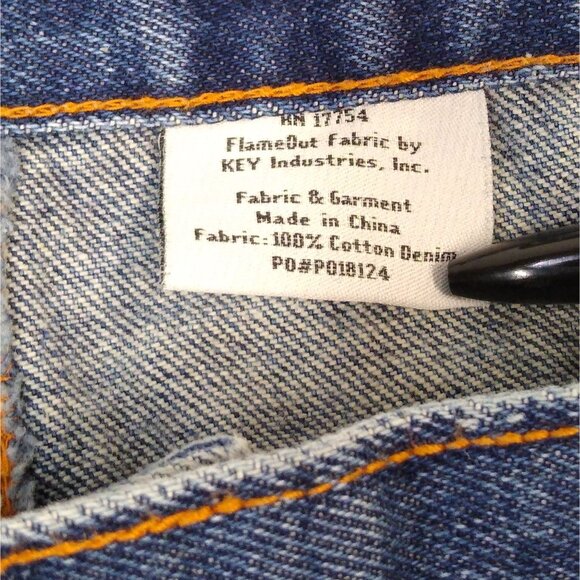 RN 17754
FlameOut Fabric by
KEY Industries, Inc.
Fabric & Garment
Made in China
Fabric: 100% Cotton Denim
PO#P018124